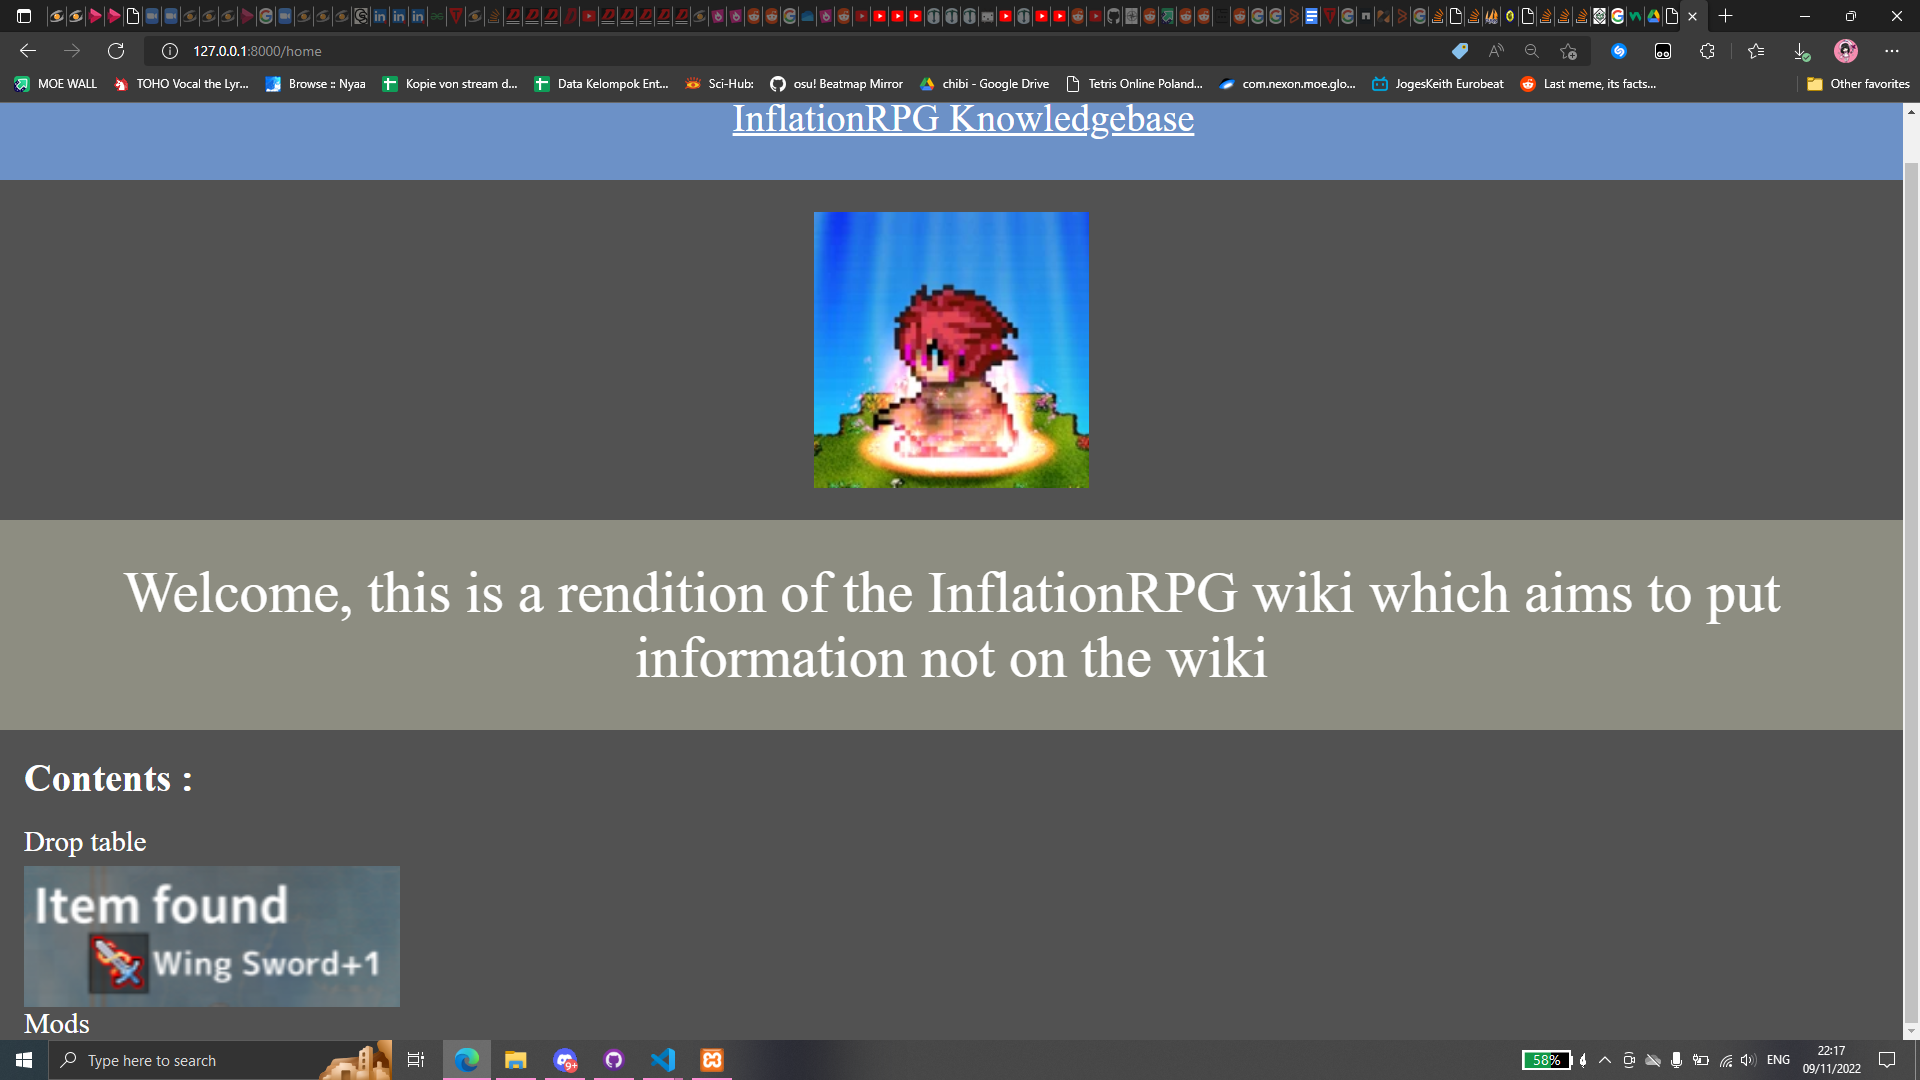 127.0.0.1:8000/home
MOE WALL
TOHO Vocal the Lyr...
Browse :: Nyaa
Kopie von stream d...
Data Kelompok Ent...
Sci-Hub:
osu! Beatmap Mirror
chibi - Google Drive
Tetris Online Poland...
com.nexon.moe.glo...
JogesKeith Eurobeat
Last meme, its facts...
Other favorites
InflationRPG Knowledgebase
Welcome, this is a rendition of the InflationRPG wiki which aims to put
information not on the wiki
Contents :
Drop table
Item found
Wing Sword+1
Mods
Type here to search
9+
58%
ENG
22:17
09/11/2022